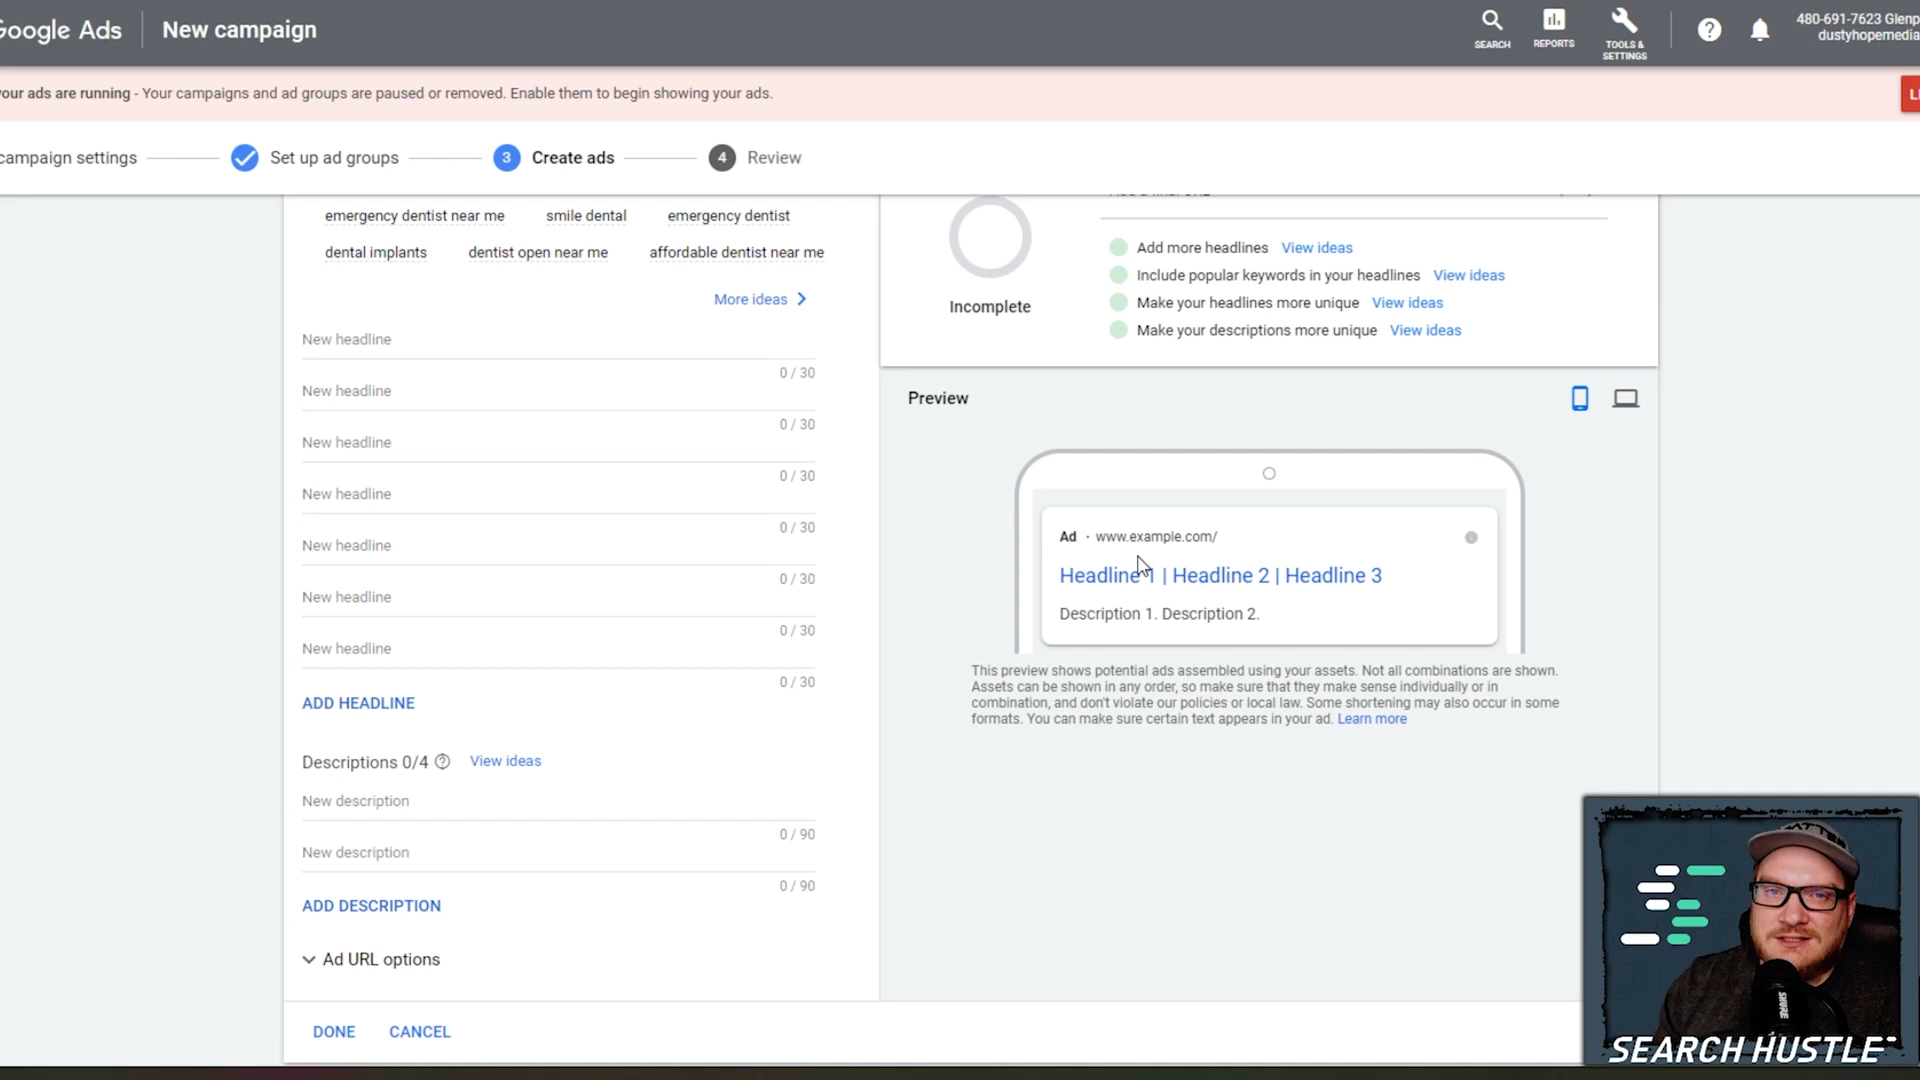 Google Ads
New campaign
SEARCH
REPORTS
TOOLS &
SETTINGS
480-691-7623
dustyhopemedia
your ads are running - Your campaigns and ad groups are paused or removed. Enable them to begin showing your ads.
campaign settings
Set up ad groups
3 Create ads
4 Review
emergency dentist near me smile dental emergency dentist
dental implants dentist open near me affordable dentist near me
More ideas
New headline
0 / 30
New headline
0 / 30
New headline
0 / 30
New headline
0 / 30
New headline
0 / 30
New headline
0 / 30
New headline
0 / 30
ADD HEADLINE
Descriptions 0/4 View ideas
New description
0 / 90
New description
0 / 90
ADD DESCRIPTION
Ad URL options
DONE CANCEL
Incomplete
Add more headlines View ideas
Include popular keywords in your headlines View ideas
Make your headlines more unique View ideas
Make your descriptions more unique View ideas
Preview
Ad · www.example.com/
Headline 1 | Headline 2 | Headline 3
Description 1. Description 2.
This preview shows potential ads assembled using your assets. Not all combinations are shown.
Assets can be shown in any order, so make sure that they make sense individually or in
combination, and don't violate our policies or local law. Some shortening may also occur in some
formats. You can make sure certain text appears in your ad. Learn more
SHURE
SEARCH HUSTLE